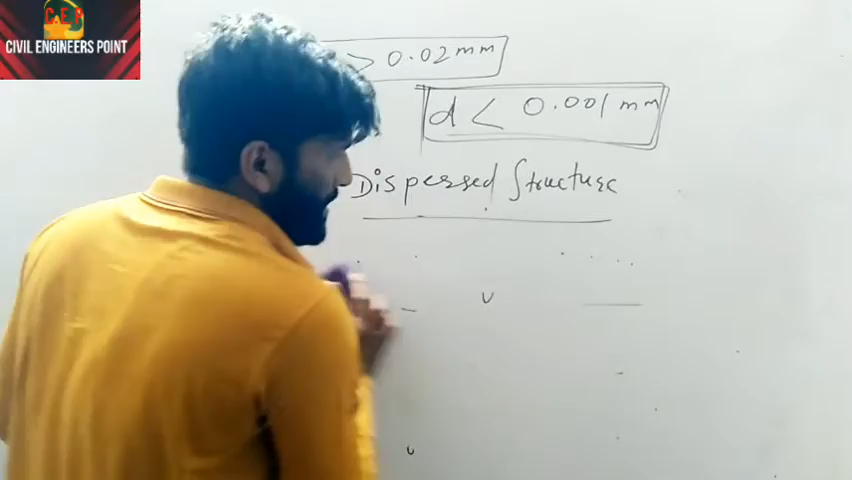 C.E.P
CIVIL ENGINEERS POINT
> 0.02 mm
d < 0.001 mm
Dispersed Structure